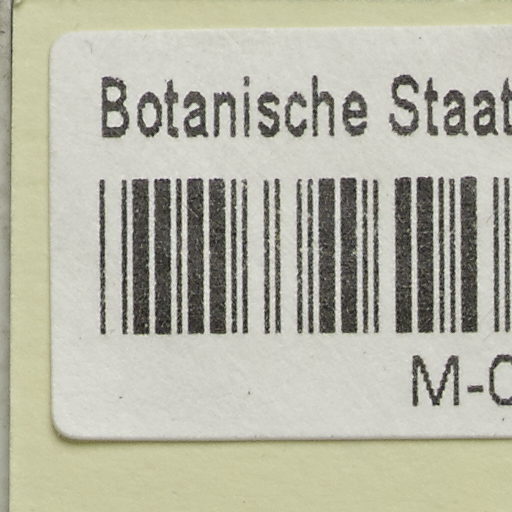 Botanische Staat
M-